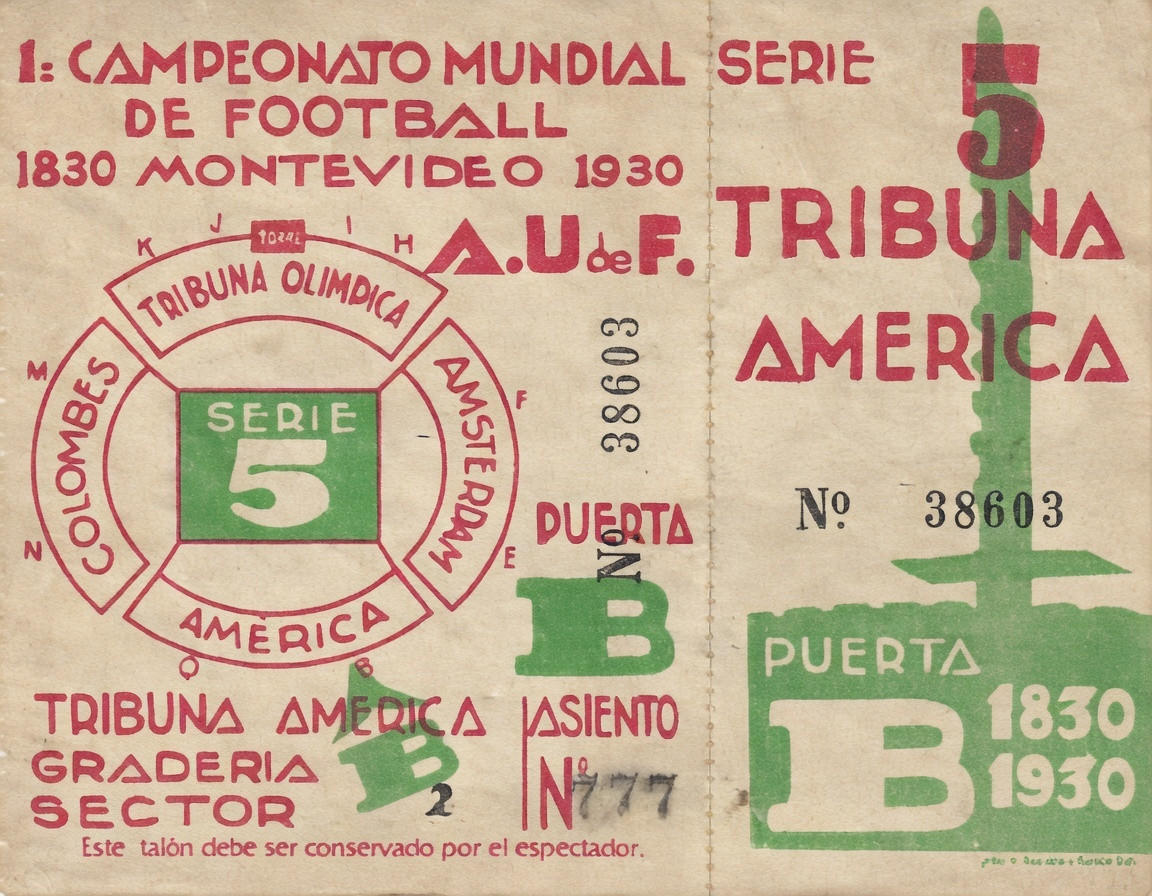 1: CAMPEONATO MUNDIAL
DE FOOTBALL
1830 MONTEVIDEO 1930
A.U de F.
K J I H
TRIBUNA OLIMPICA
M
COLOMBES
N
AMSTERDAM
F
E
SERIE
5
AMERICA
Q B
Nº 38603
PUERTA
B
TRIBUNA AMERICA
GRADERIA
SECTOR
B
2
ASIENTO
Nº 777
Este talón debe ser conservado por el espectador.
SERIE 5
TRIBUNA
AMERICA
Nº. 38603
PUERTA
B
1830
1930